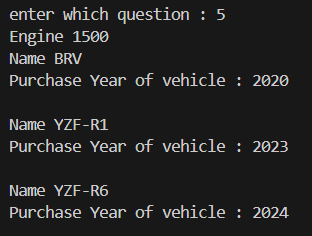 enter which question : 5
Engine 1500
Name BRV
Purchase Year of vehicle : 2020
Name YZF-R1
Purchase Year of vehicle : 2023
Name YZF-R6
Purchase Year of vehicle : 2024